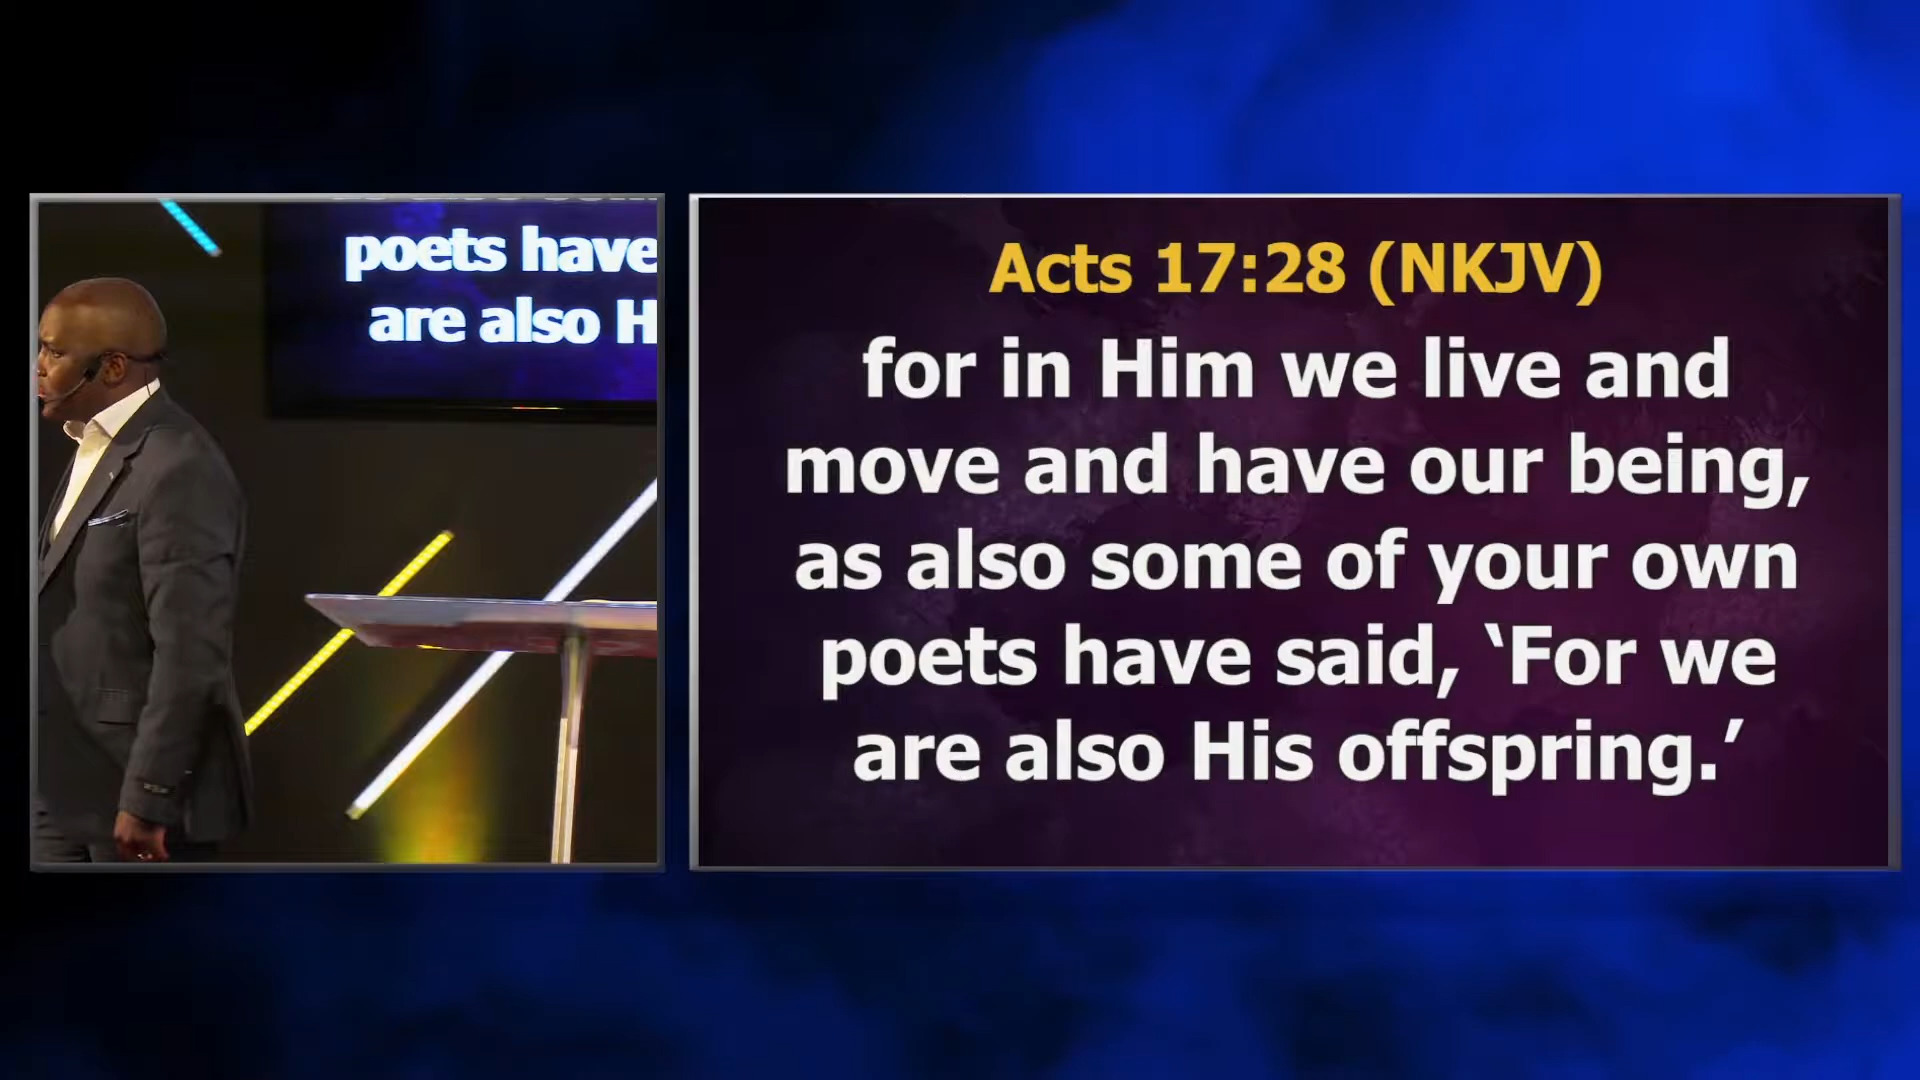 poets have
are also H
Acts 17:28 (NKJV)
for in Him we live and
move and have our being,
as also some of your own
poets have said, ‘For we
are also His offspring.’